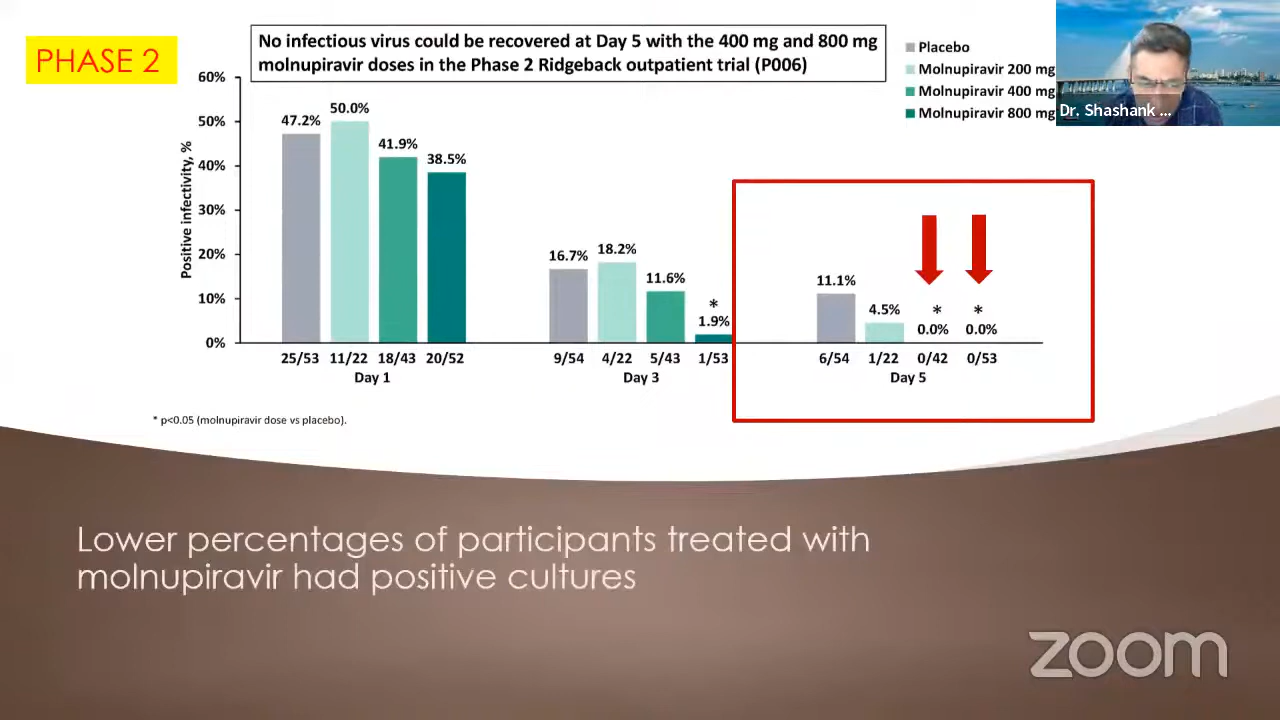 PHASE 2
No infectious virus could be recovered at Day 5 with the 400 mg and 800 mg
molnupiravir doses in the Phase 2 Ridgeback outpatient trial (P006)
Placebo
Molnupiravir 200 mg
Molnupiravir 400 mg
Molnupiravir 800 mg
Dr. Shashank ...
Positive infectivity, %
60%
50%
40%
30%
20%
10%
0%
47.2%
50.0%
41.9%
38.5%
16.7%
18.2%
11.6%
*
1.9%
11.1%
4.5%
*
0.0%
*
0.0%
25/53 11/22 18/43 20/52
Day 1
9/54 4/22 5/43 1/53
Day 3
6/54 1/22 0/42 0/53
Day 5
* p<0.05 (molnupiravir dose vs placebo).
Lower percentages of participants treated with
molnupiravir had positive cultures
zoom